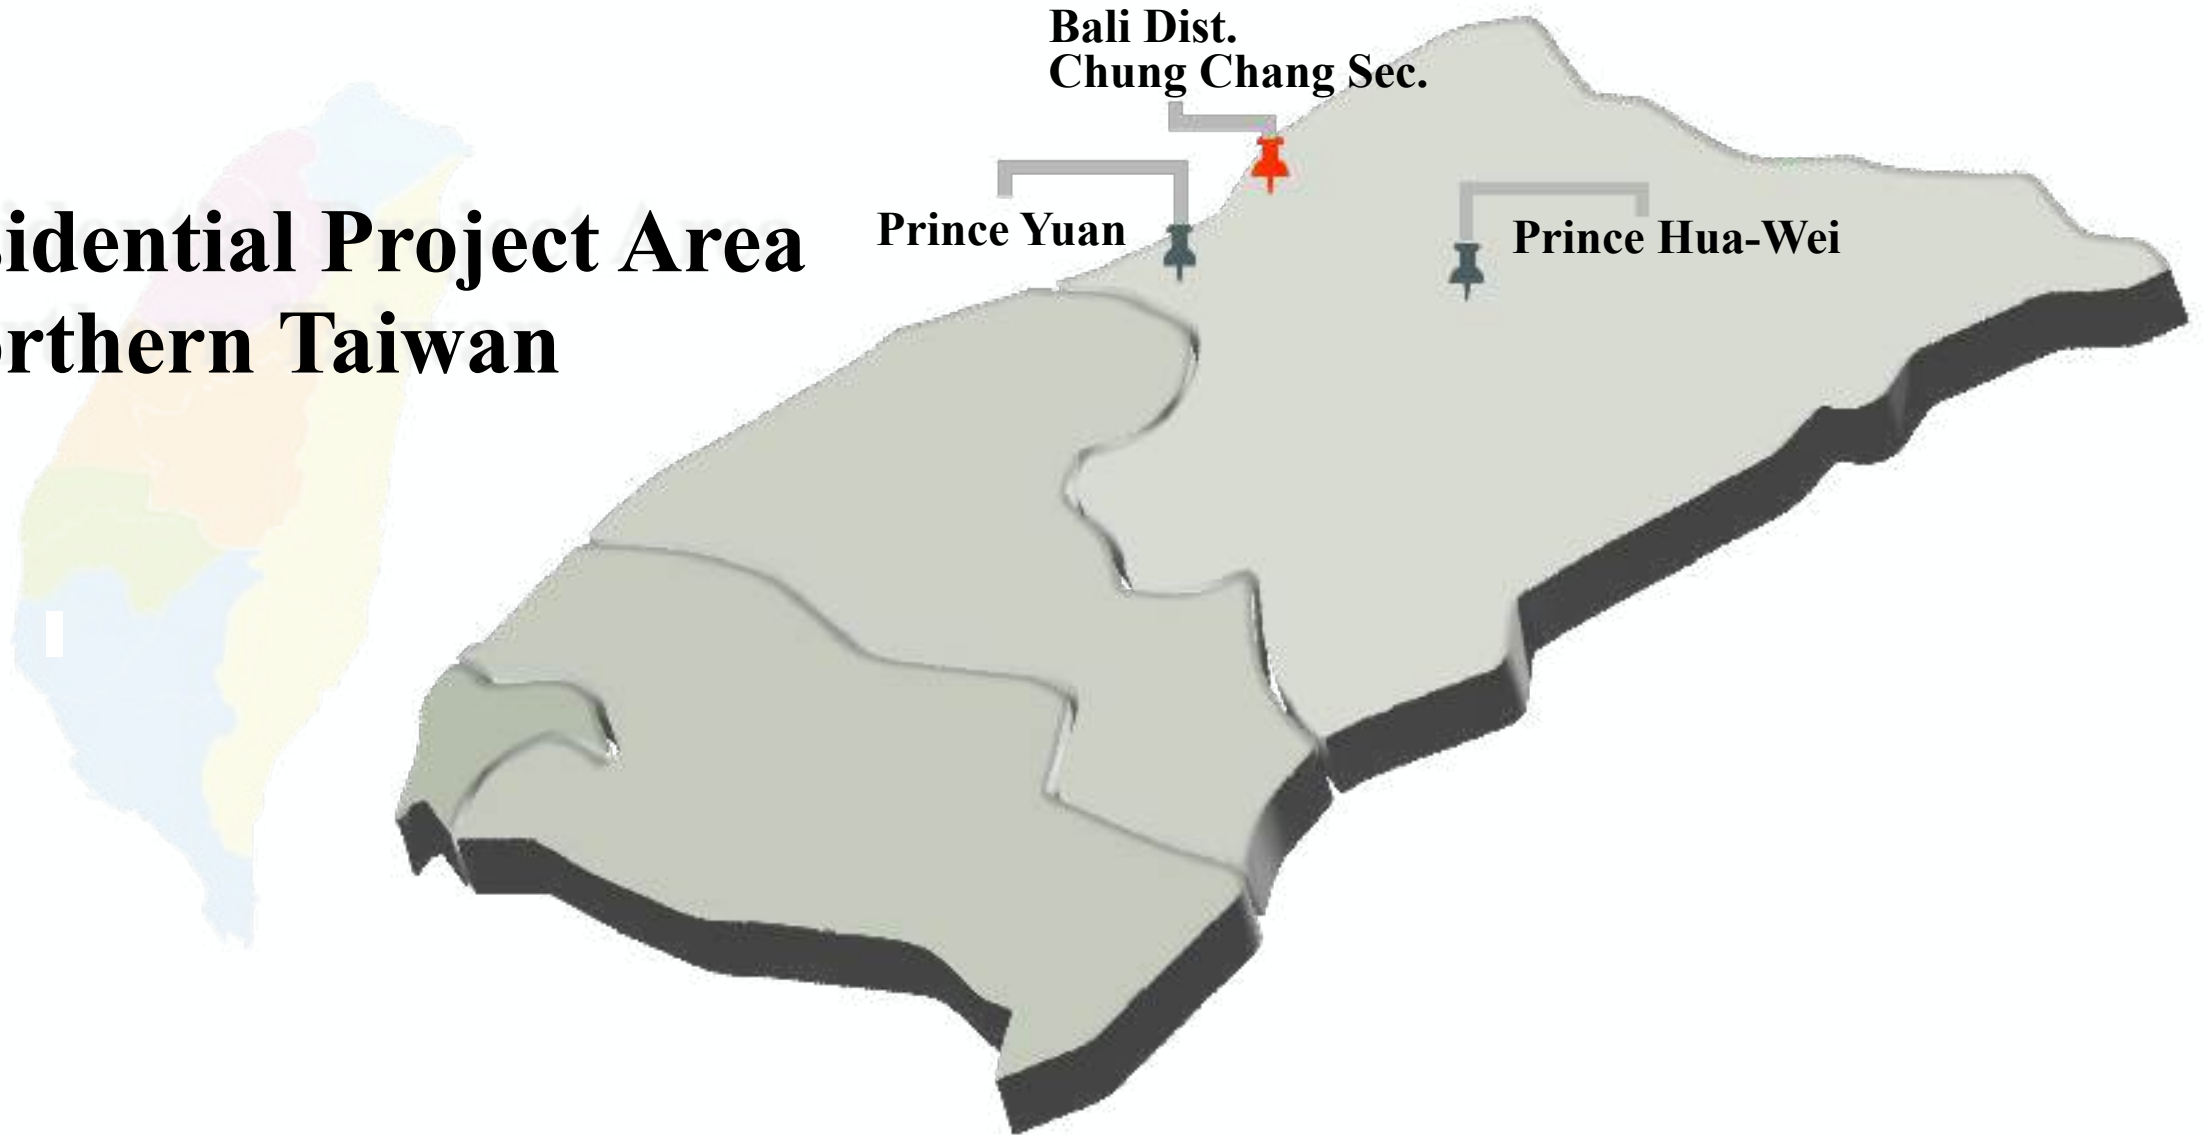 Bali Dist.
Chung Chang Sec.
Prince Yuan
Prince Hua-Wei
sidential Project Area
orthern Taiwan